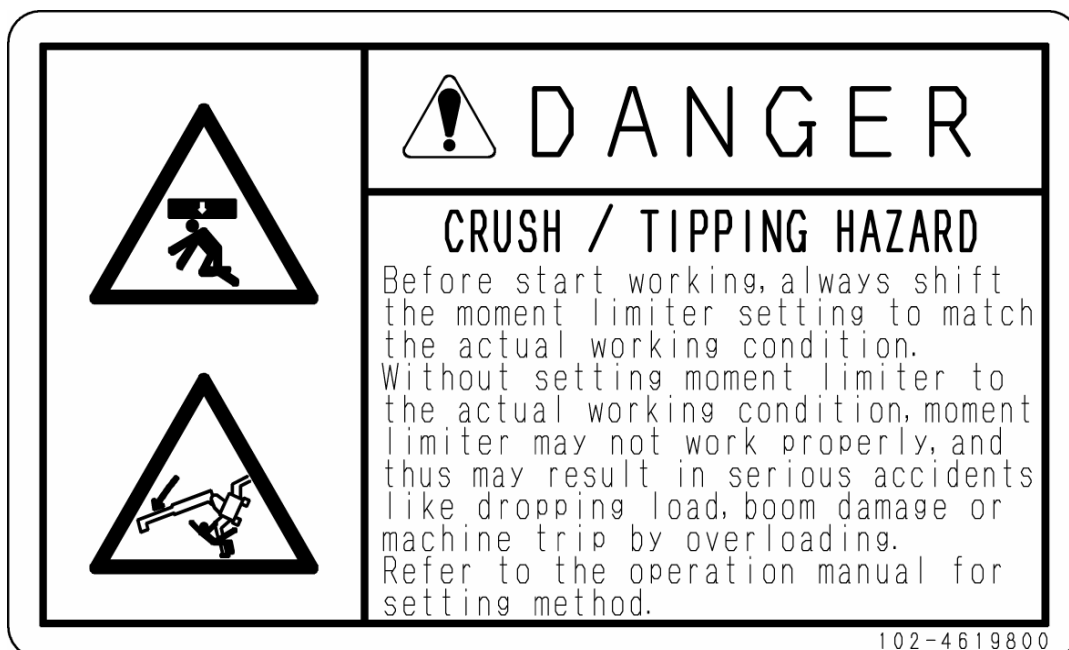 DANGER
CRUSH / TIPPING HAZARD
Before start working, always shift
the moment limiter setting to match
the actual working condition.
Without setting moment limiter to
the actual working condition, moment
limiter may not work properly, and
thus may result in serious accidents
like dropping load, boom damage or
machine trip by overloading.
Refer to the operation manual for
setting method.
102-4619800